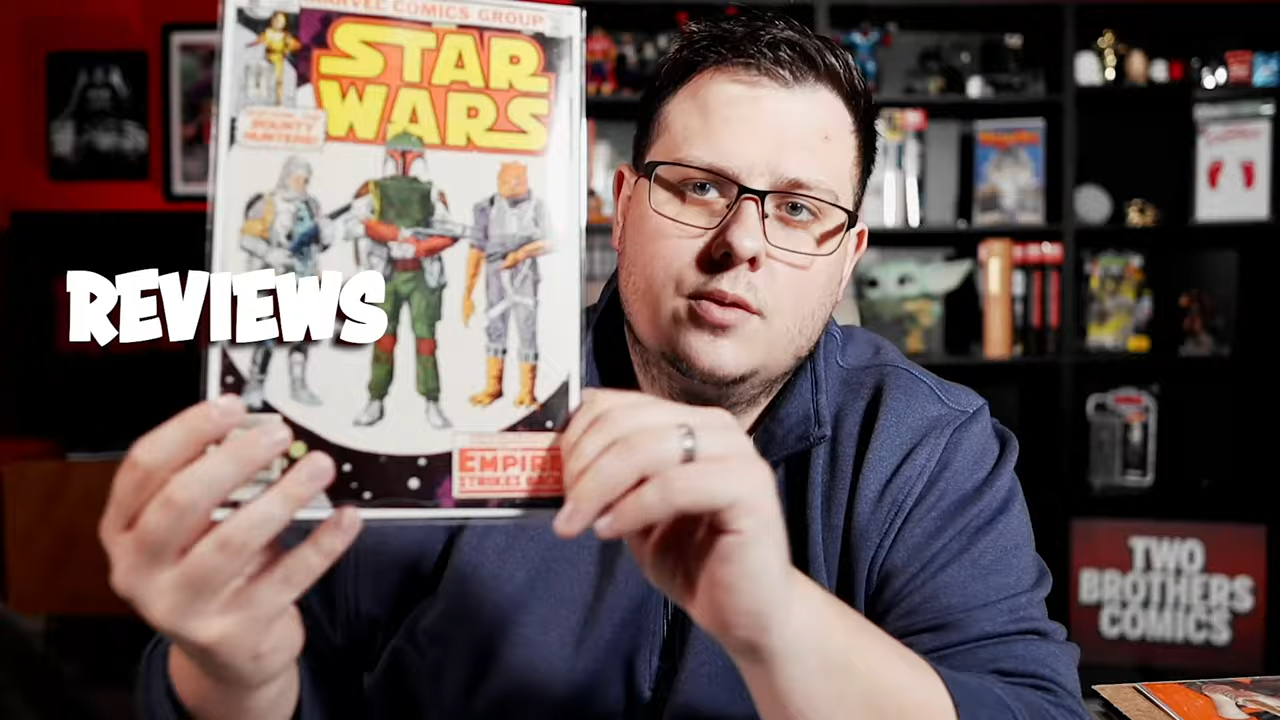 MARVEL COMICS GROUP
STAR
WARS
BOUNTY
HUNTERS!
REVIEWS
EMPIRE
STRIKES BACK
TWO
BROTHERS
COMICS